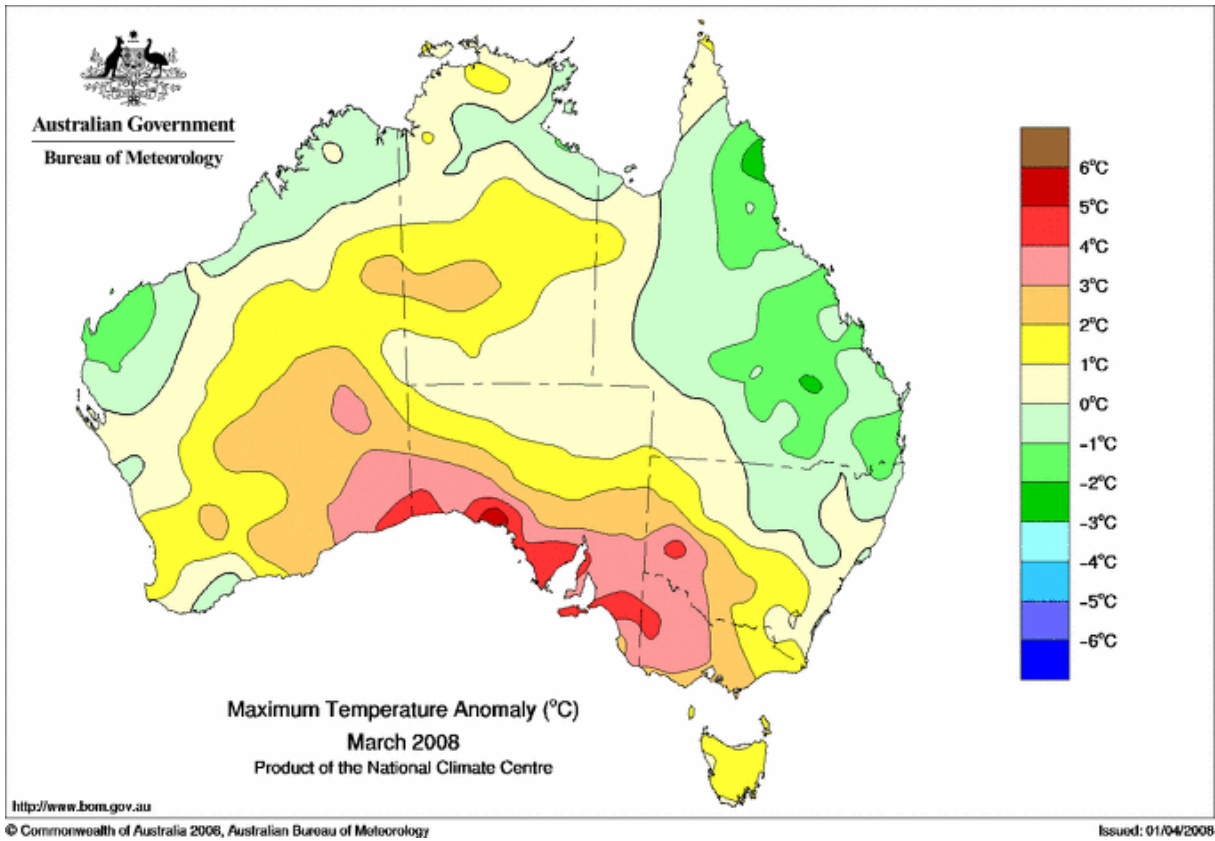 Australian Government
Bureau of Meteorology
6°C
5°C
4°C
3°C
2°C
1°C
0°C
-1°C
-2°C
-3°C
-4°C
-5°C
-6°C
Maximum Temperature Anomaly (°C)
March 2008
Product of the National Climate Centre
http://www.bom.gov.au
© Commonwealth of Australia 2008, Australian Bureau of Meteorology
Issued: 01/04/2008